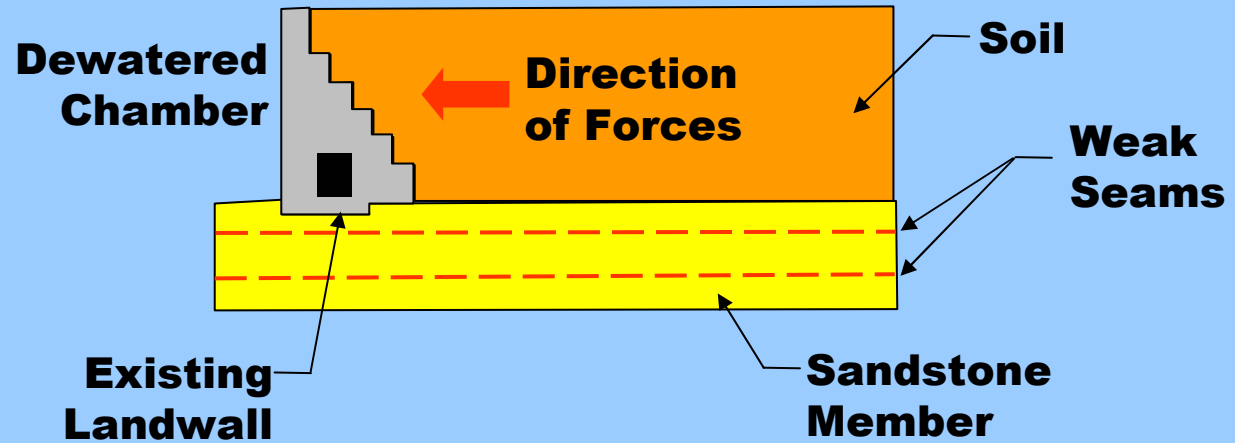 Dewatered
Chamber
Direction
of Forces
Soil
Weak
Seams
Existing
Landwall
Sandstone
Member